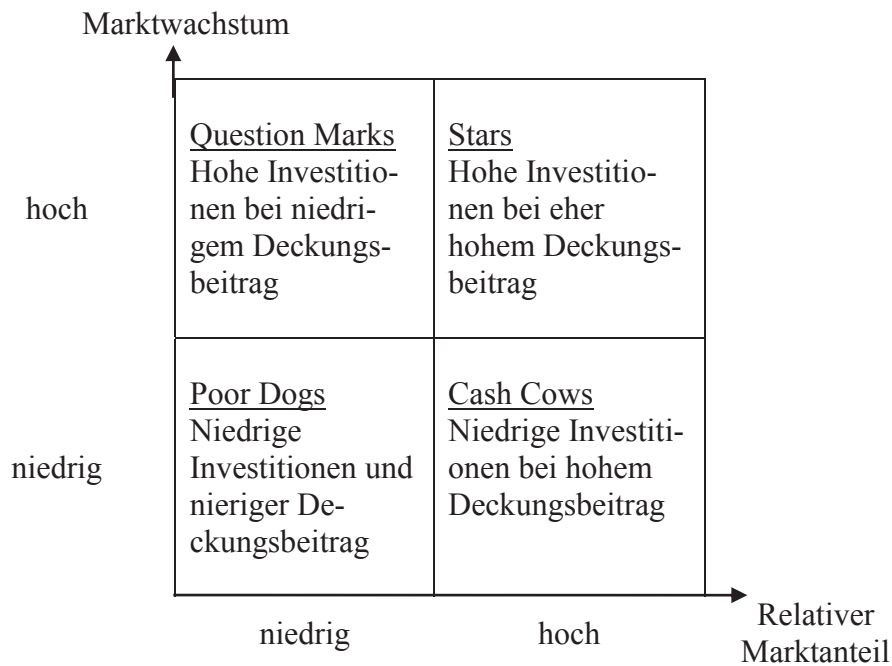 Marktwachstum
hoch
Question Marks
Hohe Investitio-
nen bei niedri-
gem Deckungs-
beitrag
Stars
Hohe Investitio-
nen bei eher
hohem Deckungs-
beitrag
niedrig
Poor Dogs
Niedrige
Investitionen und
nieriger De-
ckungsbeitrag
Cash Cows
Niedrige Investiti-
onen bei hohem
Deckungsbeitrag
niedrig
hoch
Relativer
Marktanteil